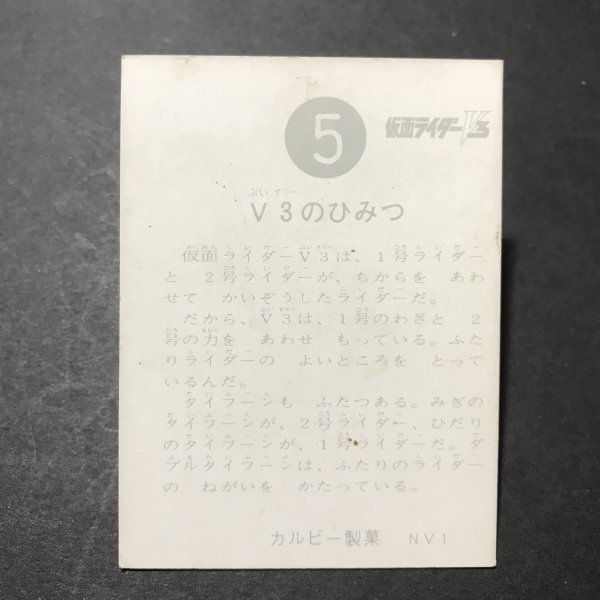 5
仮面ライダーV3
ぶい すりー
V3のひみつ
仮面ライダーV3は、1号ライダー
と 2号ライダーが、ちからを あわ
せて かいぞうしたライダーだ。
だから、V3は、1号のわざと 2
号の力を あわせ もっている。ふた
りライダーの よいところを とって
いるんだ。
タイフーンも ふたつある。みぎの
タイフーンが、2号ライダー、ひだり
のタイフーンが、1号ライダーだ。ダ
ブルタイフーンは、ふたりのライダー
の ねがいを かたっている。
カルビー製菓 NV1